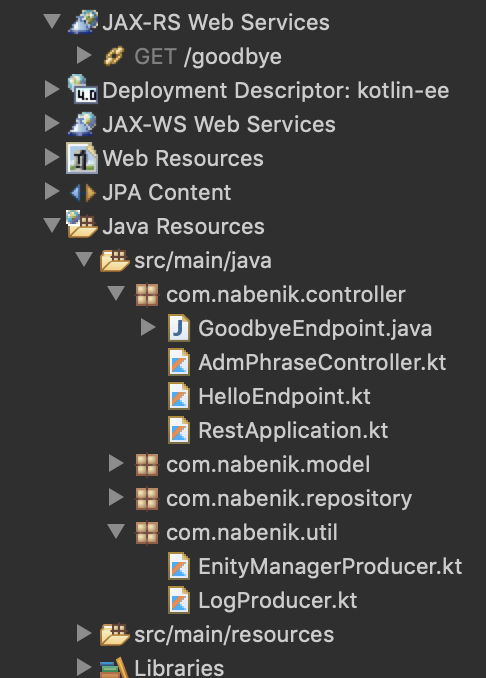 JAX-RS Web Services
GET /goodbye
4.0 Deployment Descriptor: kotlin-ee
JAX-WS Web Services
Web Resources
JPA Content
Java Resources
src/main/java
com.nabenik.controller
J GoodbyeEndpoint.java
AdmPhraseController.kt
HelloEndpoint.kt
RestApplication.kt
com.nabenik.model
com.nabenik.repository
com.nabenik.util
EnityManagerProducer.kt
LogProducer.kt
src/main/resources
Libraries